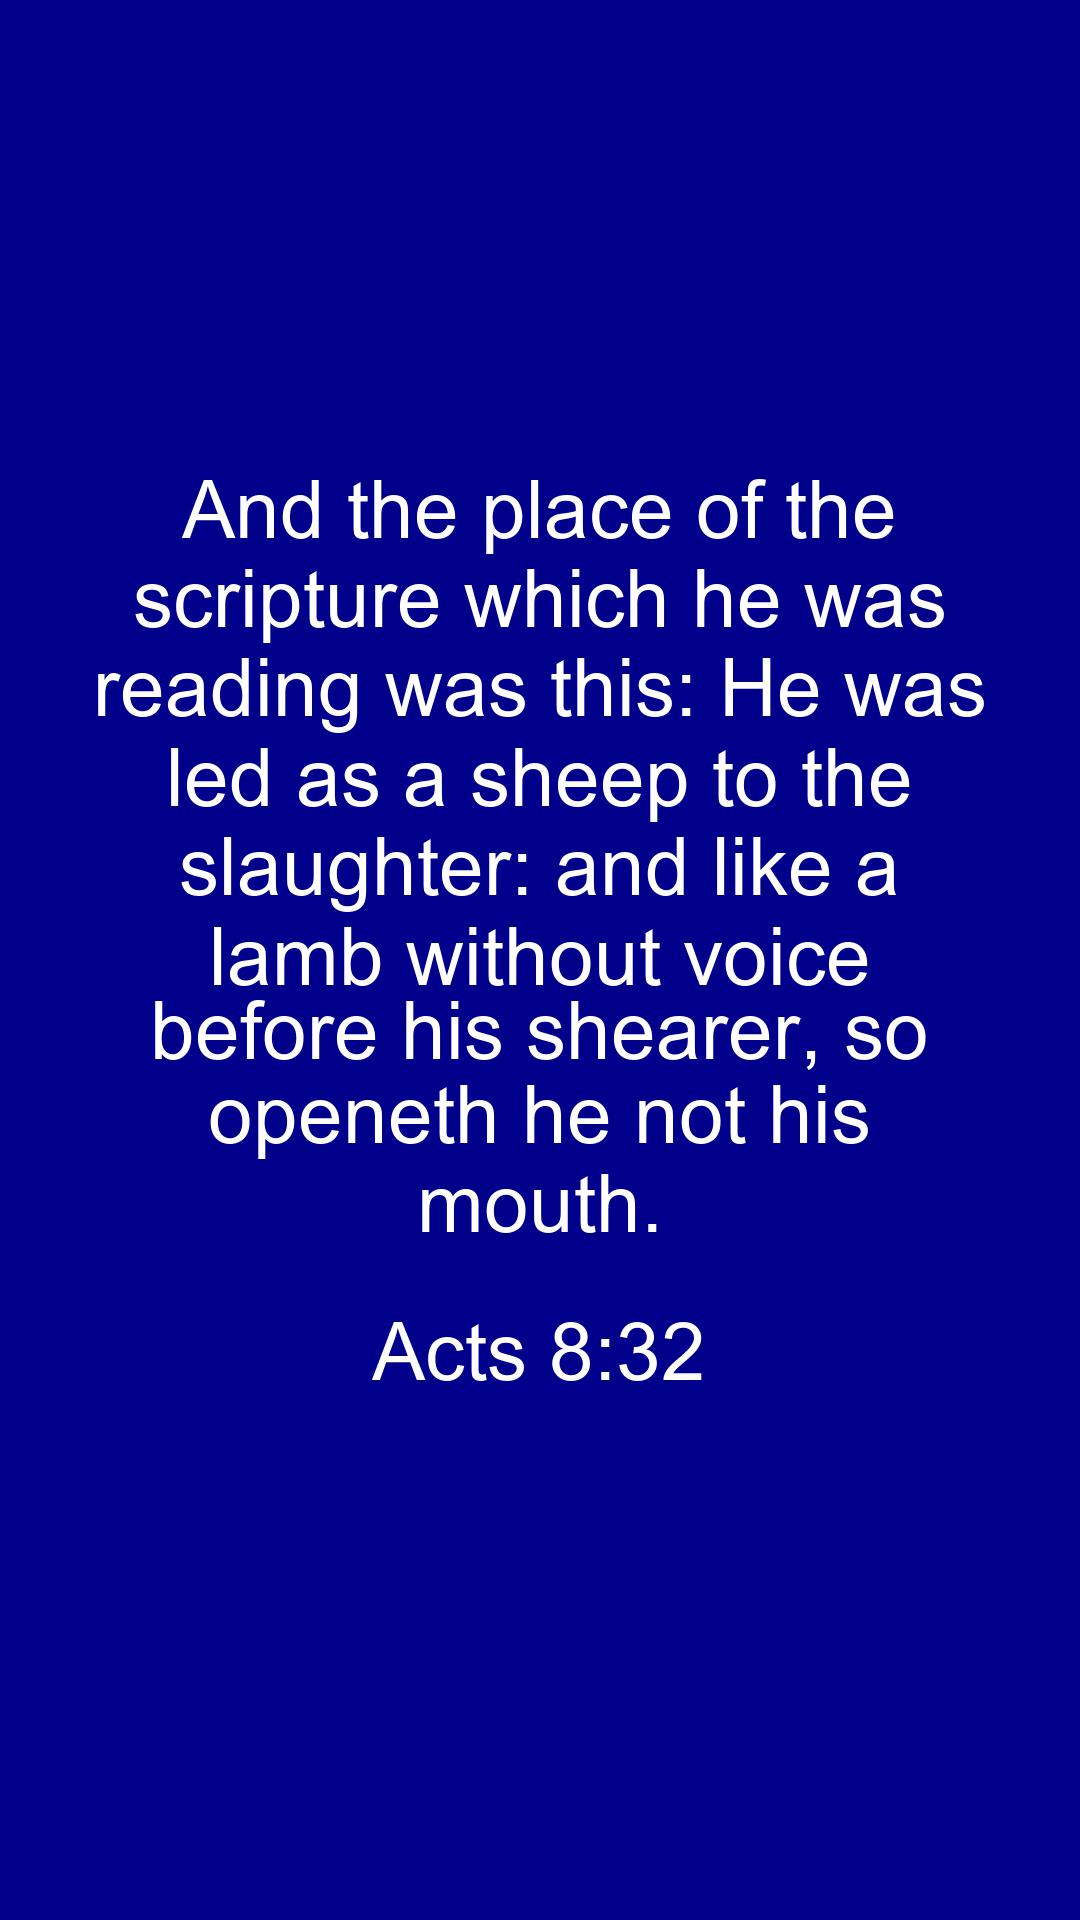 And the place of the
scripture which he was
reading was this: He was
led as a sheep to the
slaughter: and like a
lamb without voice
before his shearer, so
openeth he not his
mouth.
Acts 8:32